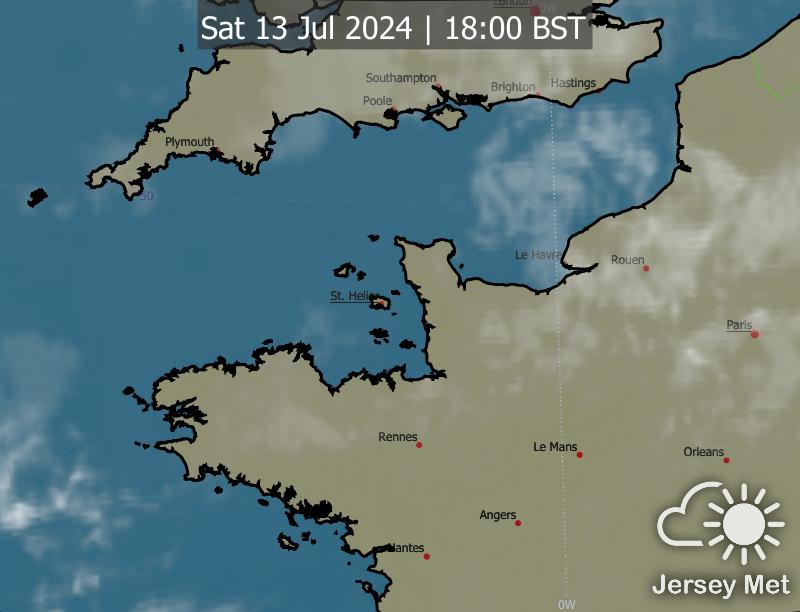 London
0W
Sat 13 Jul 2024 | 18:00 BST
Southampton
Brighton
Hastings
Poole
Plymouth
50
Le Havre
Rouen
St. Helier
Paris
Rennes
Le Mans
Orleans
Angers
Nantes
Jersey Met
0W